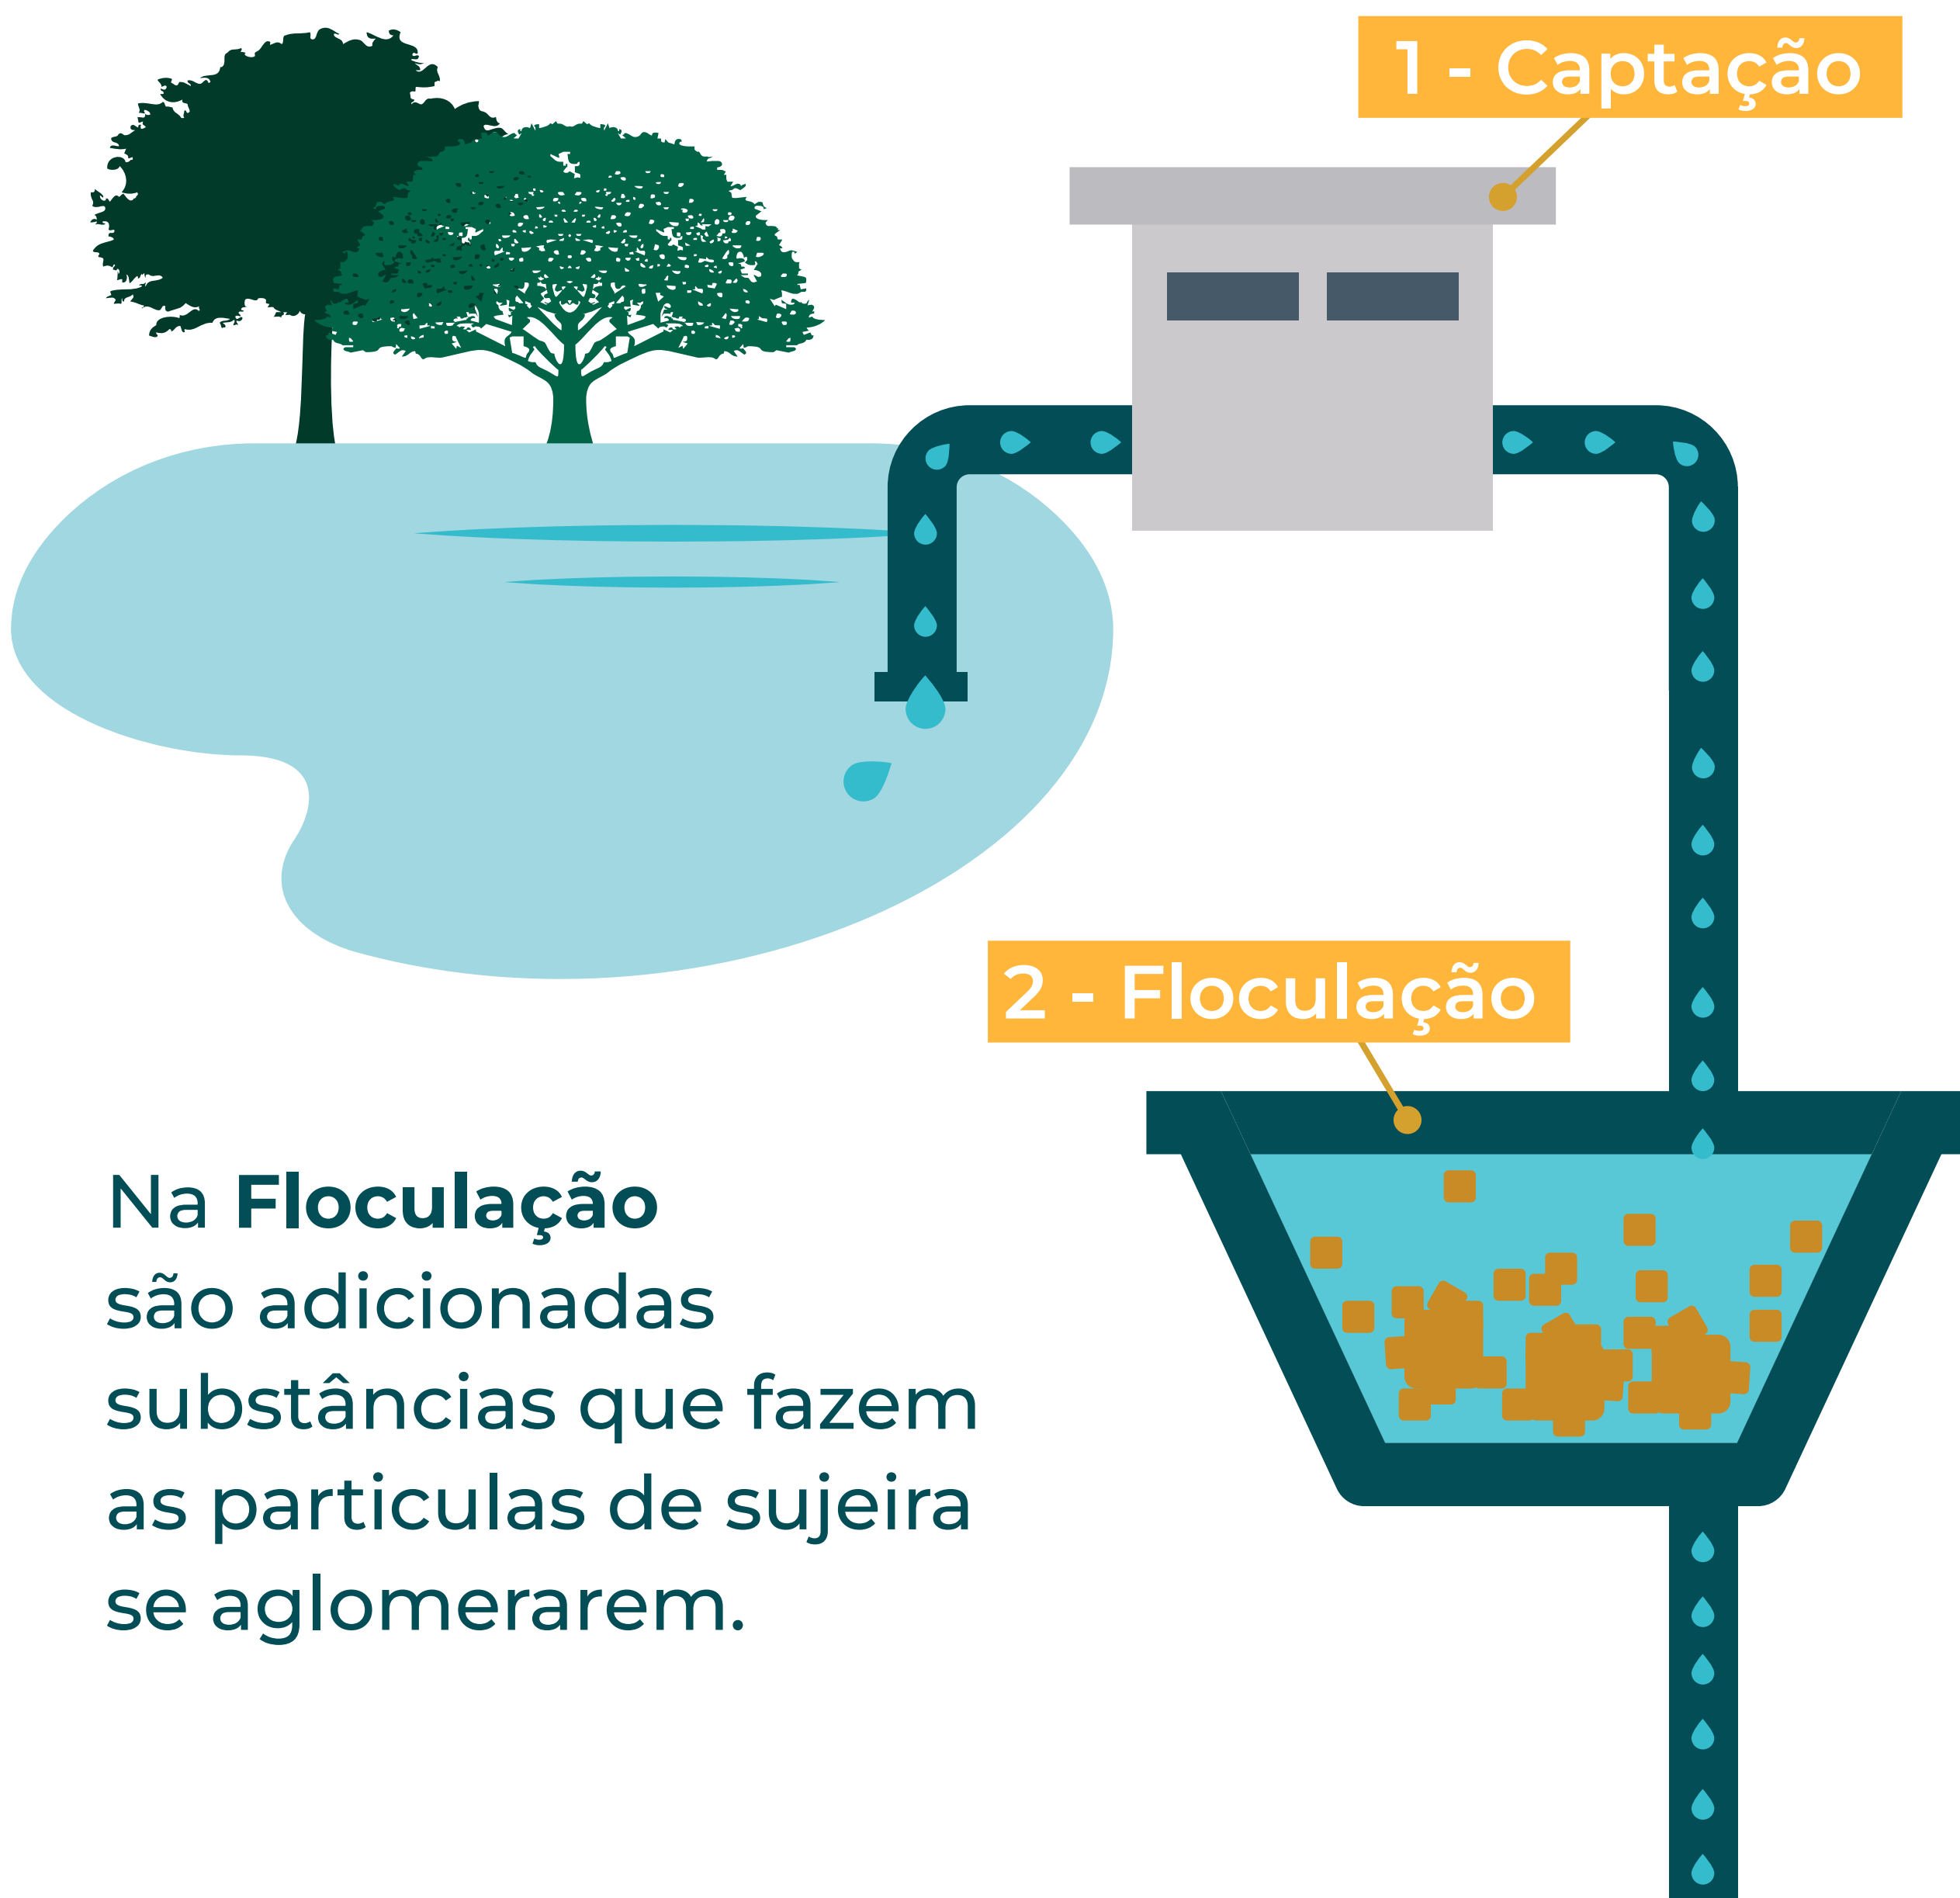 1 - Captação
2 - Floculação
Na Floculação
são adicionadas
substâncias que fazem
as particulas de sujeira
se aglomerarem.